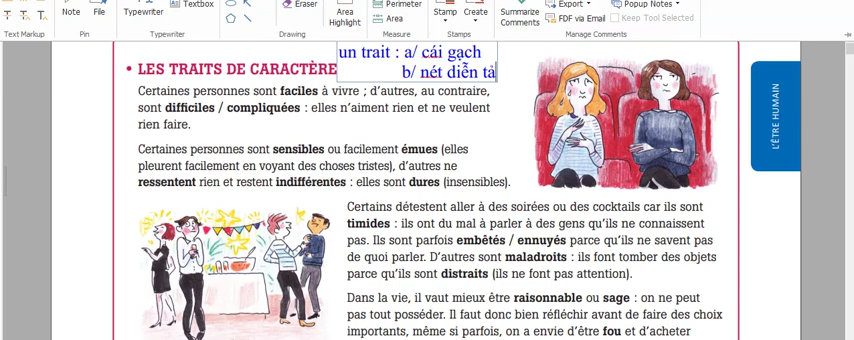 Eraser
Perimeter
Export
Popup Notes
Textbox
Area
FDF via Email
Keep Tool Selected
Note
File
Typewriter
Area
Highlight
Stamp
Create
Summarize
Comments
Text Markup
Pin
Typewriter
Drawing
Measure
Stamps
Manage Comments
un trait : a/ cái gạch
b/ nét diễn tả
• LES TRAITS DE CARACTÈRE
Certaines personnes sont faciles à vivre ; d'autres, au contraire,
sont difficiles / compliquées : elles n'aiment rien et ne veulent
rien faire.
Certaines personnes sont sensibles ou facilement émues (elles
pleurent facilement en voyant des choses tristes), d'autres ne
ressentent rien et restent indifférentes : elles sont dures (insensibles).
L'ÊTRE HUMAIN
Certains détestent aller à des soirées ou des cocktails car ils sont
timides : ils ont du mal à parler à des gens qu'ils ne connaissent
pas. Ils sont parfois embêtés / ennuyés parce qu'ils ne savent pas
de quoi parler. D'autres sont maladroits : ils font tomber des objets
parce qu'ils sont distraits (ils ne font pas attention).
Dans la vie, il vaut mieux être raisonnable ou sage : on ne peut
pas tout posséder. Il faut donc bien réfléchir avant de faire des choix
importants, même si parfois, on a envie d'être fou et d'acheter